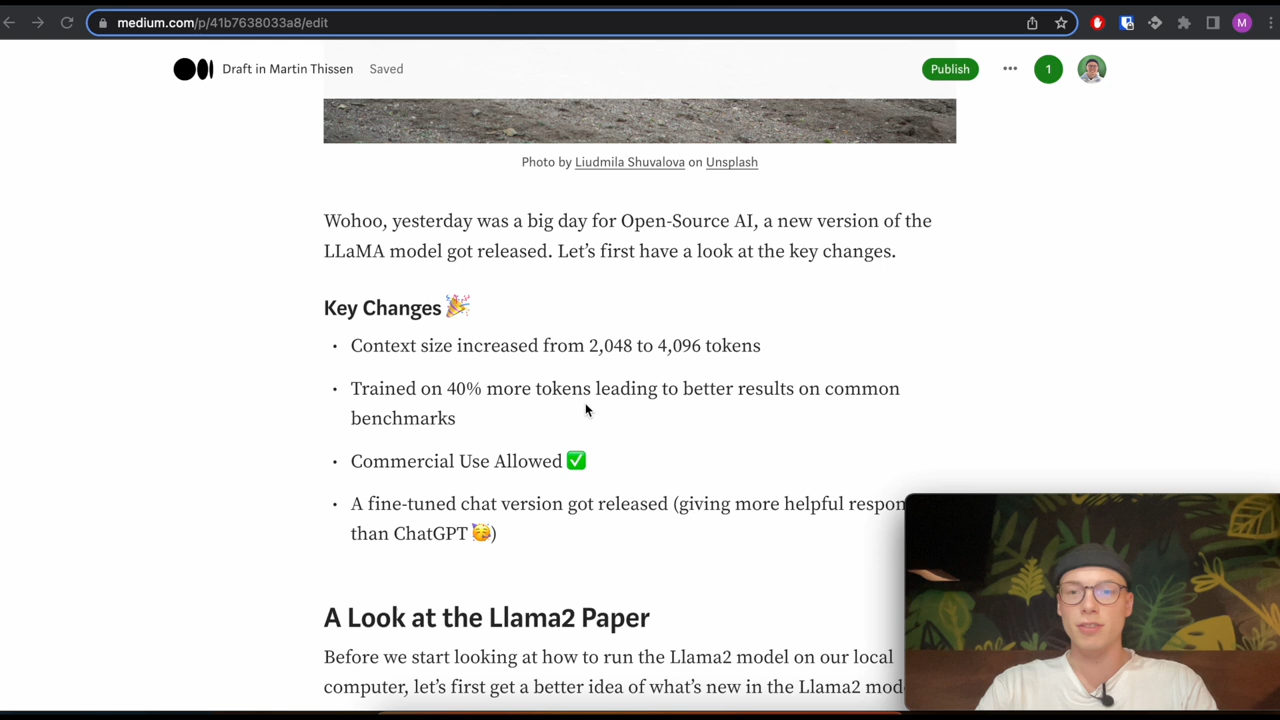 medium.com/p/41b7638033a8/edit
M
Draft in Martin Thissen Saved
Publish
1
Photo by Liudmila Shuvalova on Unsplash
Wohoo, yesterday was a big day for Open-Source AI, a new version of the
LLaMA model got released. Let's first have a look at the key changes.
Key Changes 🎉
• Context size increased from 2,048 to 4,096 tokens
• Trained on 40% more tokens leading to better results on common
benchmarks
• Commercial Use Allowed ✅
• A fine-tuned chat version got released (giving more helpful respon
than ChatGPT 🥳)
A Look at the Llama2 Paper
Before we start looking at how to run the Llama2 model on our local
computer, let's first get a better idea of what's new in the Llama2 mod